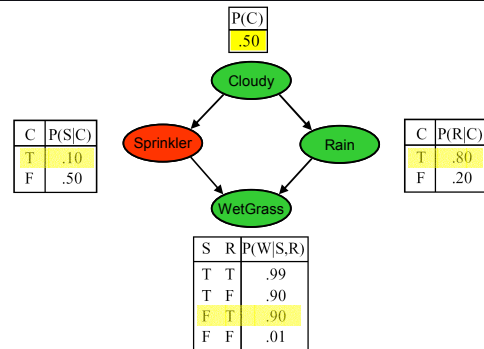 P(C)
.50
Cloudy
C P(S|C)
T .10
F .50
Sprinkler
Rain
C P(R|C)
T .80
F .20
WetGrass
S R P(W|S,R)
T T .99
T F .90
F T .90
F F .01